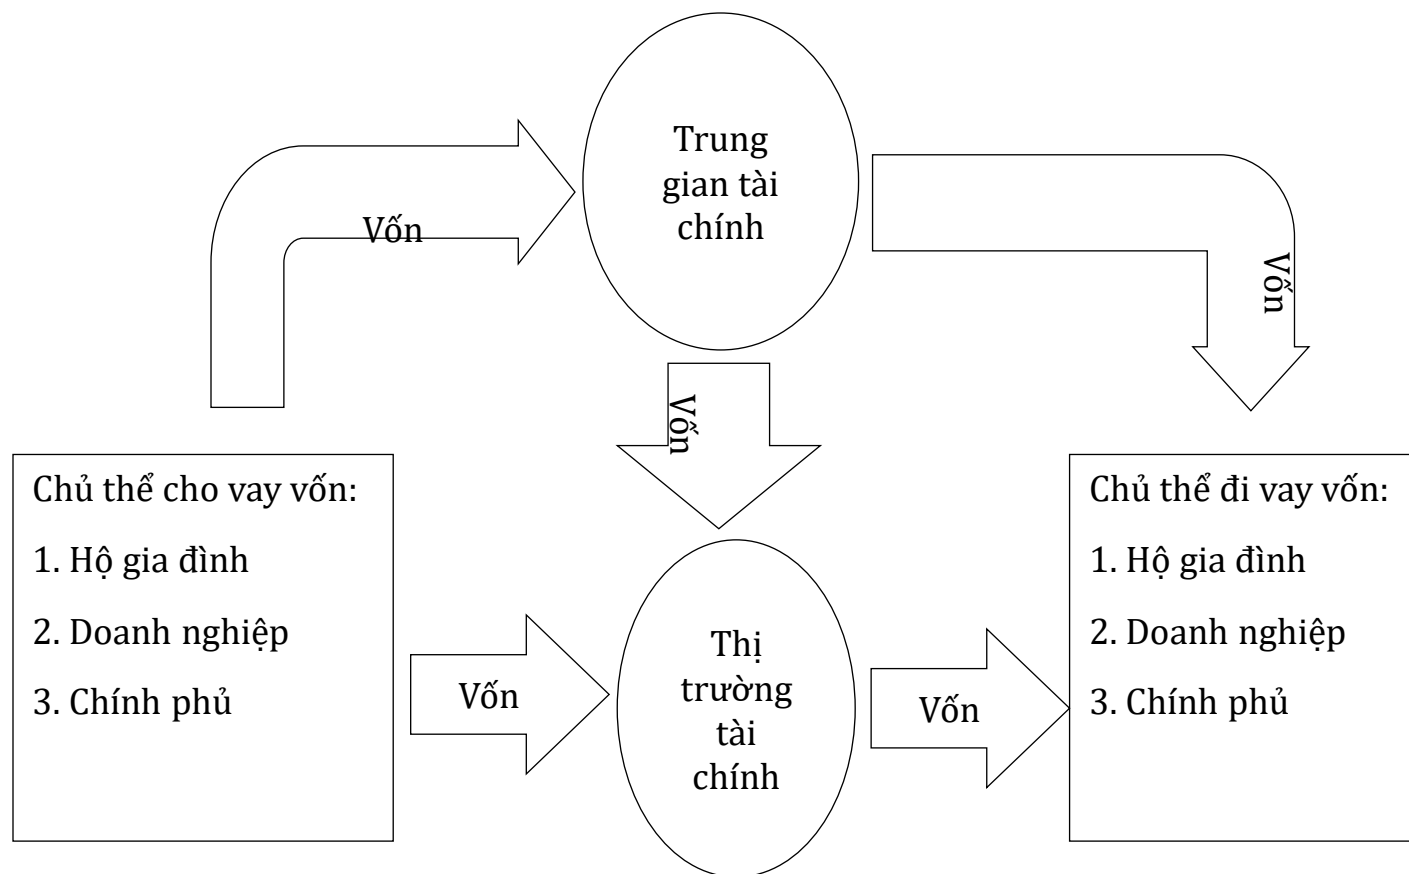 Trung
gian tài
chính
Vốn
Vốn
Vốn
Chủ thể cho vay vốn:
1. Hộ gia đình
2. Doanh nghiệp
3. Chính phủ
Vốn
Thị
trường
tài
chính
Vốn
Chủ thể đi vay vốn:
1. Hộ gia đình
2. Doanh nghiệp
3. Chính phủ